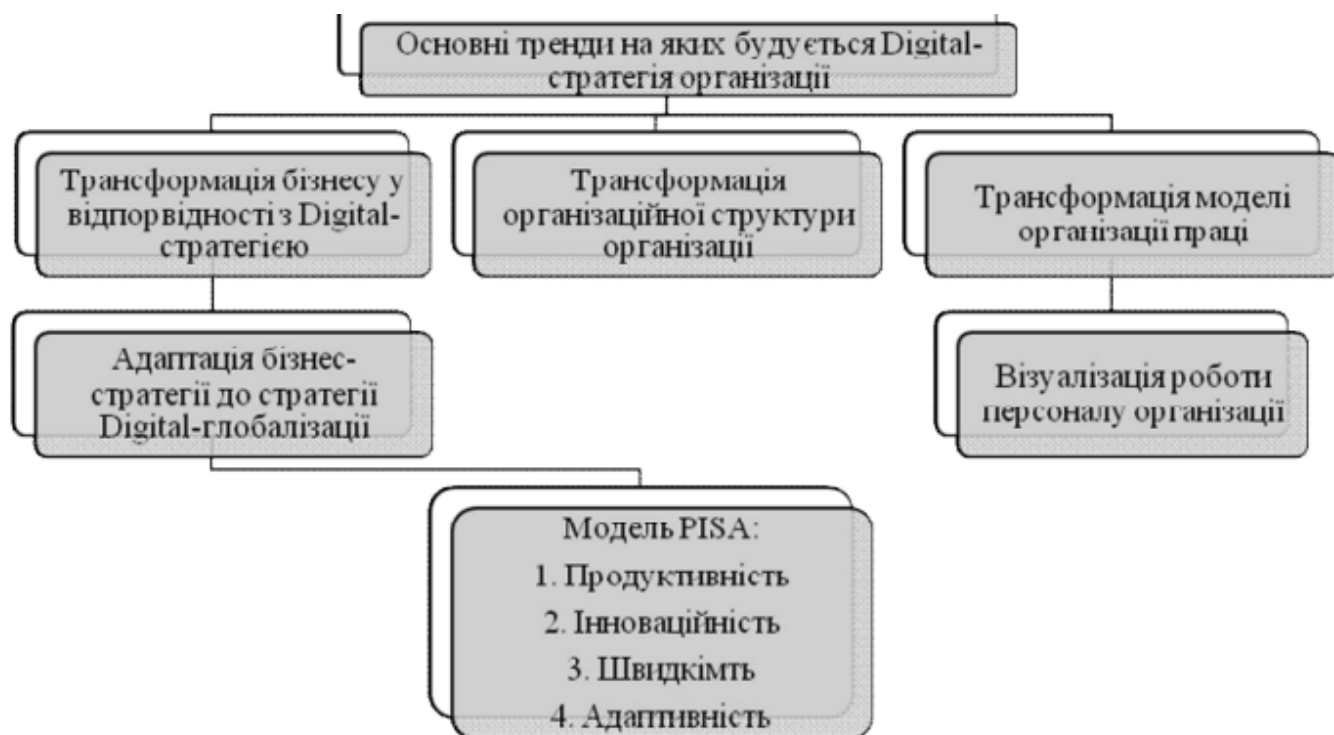 Основні тренди на яких будується Digital-
стратегія організації
Трансформація бізнесу у
відпорвідності з Digital-
стратегією
Трансформація
організаційної структури
організації
Трансформація моделі
організації праці
Адаптація бізнес-
стратегії до стратегії
Digital-глобалізації
Візуалізація роботи
персоналу організації
Модель PISA:
1. Продуктивність
2. Інноваційність
3. Швидкімть
4. Адаптивність